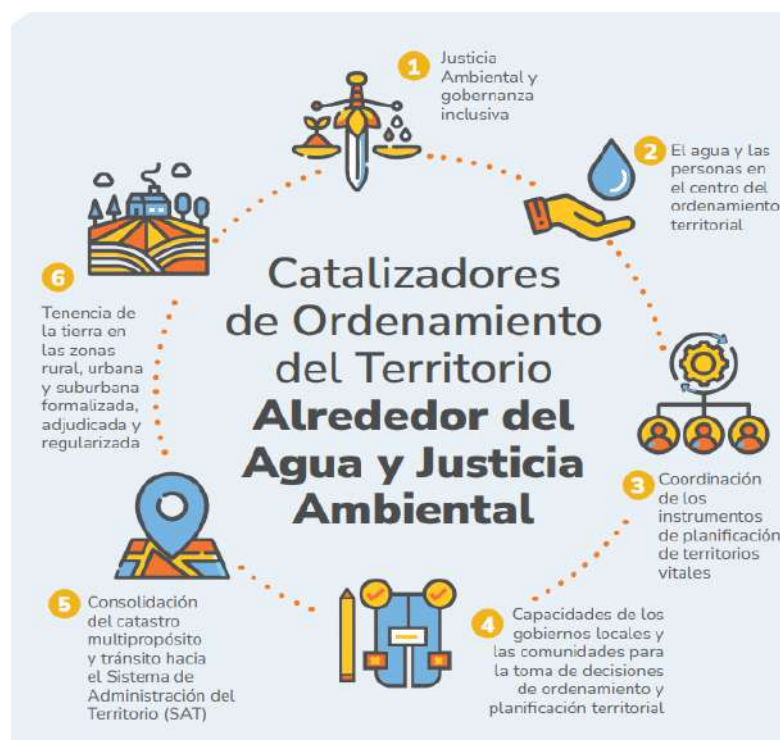 1
Justicia
Ambiental y
gobernanza
inclusiva
2
El agua y las
personas en
el centro del
ordenamiento
territorial
Catalizadores
de Ordenamiento
del Territorio
Alrededor del
Agua y Justicia
Ambiental
3
Coordinación
de los
instrumentos
de planificación
de territorios
vitales
4
Capacidades de los
gobiernos locales y
las comunidades para
la toma de decisiones
de ordenamiento y
planificación territorial
5
Consolidación
del catastro
multipropósito
y tránsito hacia
el Sistema de
Administración del
Territorio (SAT)
6
Tenencia de
la tierra en
las zonas
rural, urbana
y suburbana
formalizada,
adjudicada y
regularizada